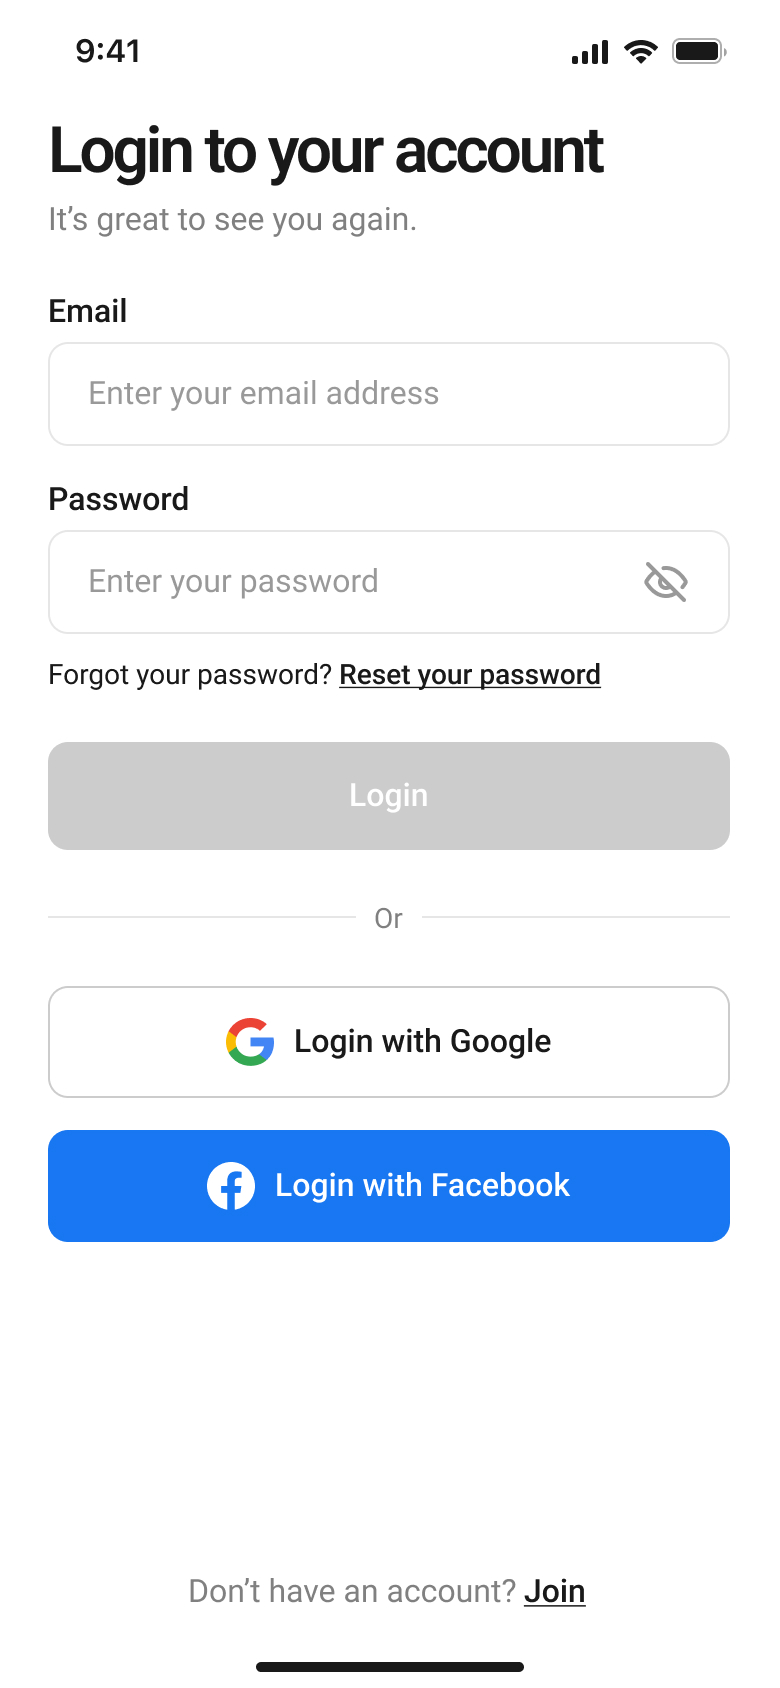 9:41
Login to your account
It’s great to see you again.
Email
Enter your email address
Password
Enter your password
Forgot your password? Reset your password
Login
Or
Login with Google
Login with Facebook
Don’t have an account? Join